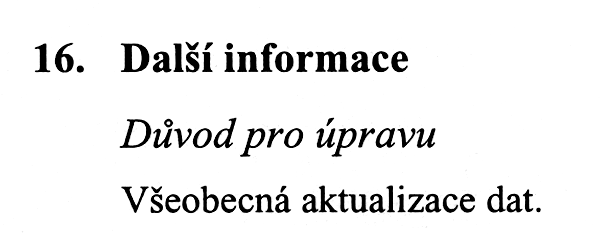 16. Další informace
Důvod pro úpravu
Všeobecná aktualizace dat.